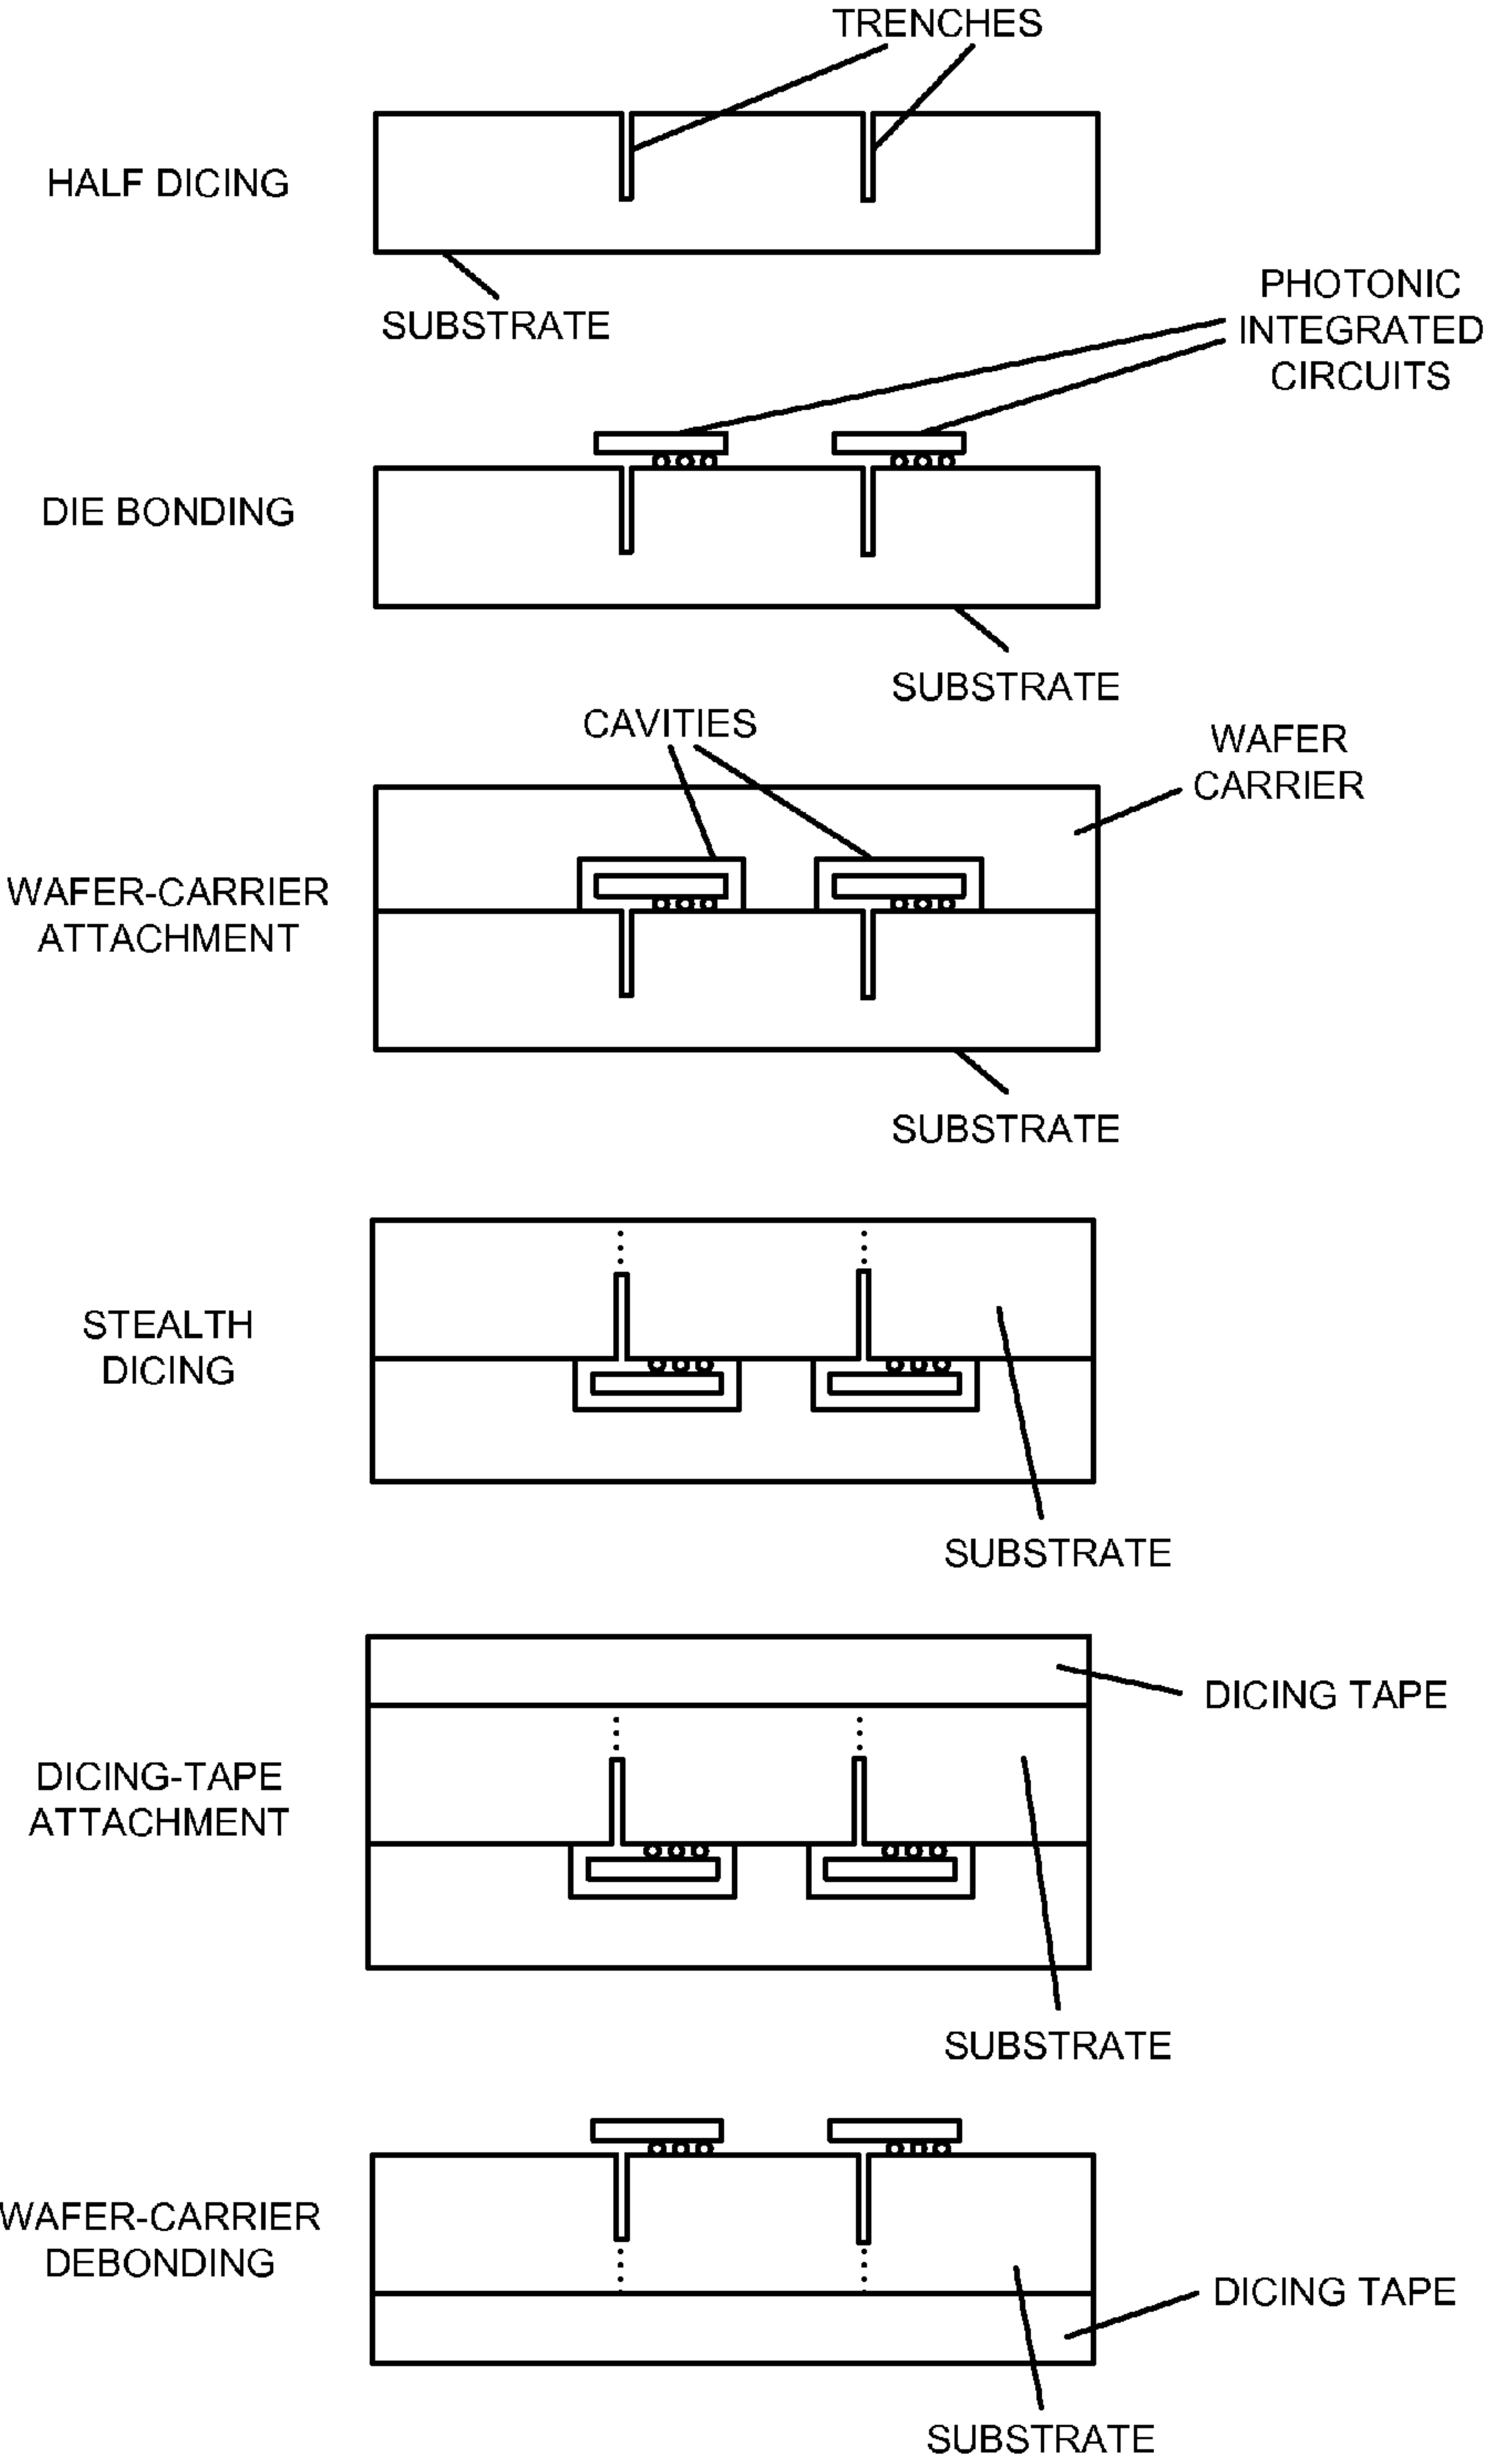 TRENCHES
HALF DICING
SUBSTRATE
PHOTONIC
INTEGRATED
CIRCUITS
DIE BONDING
SUBSTRATE
CAVITIES
WAFER
CARRIER
WAFER-CARRIER
ATTACHMENT
SUBSTRATE
STEALTH
DICING
SUBSTRATE
DICING TAPE
DICING-TAPE
ATTACHMENT
SUBSTRATE
WAFER-CARRIER
DEBONDING
DICING TAPE
SUBSTRATE